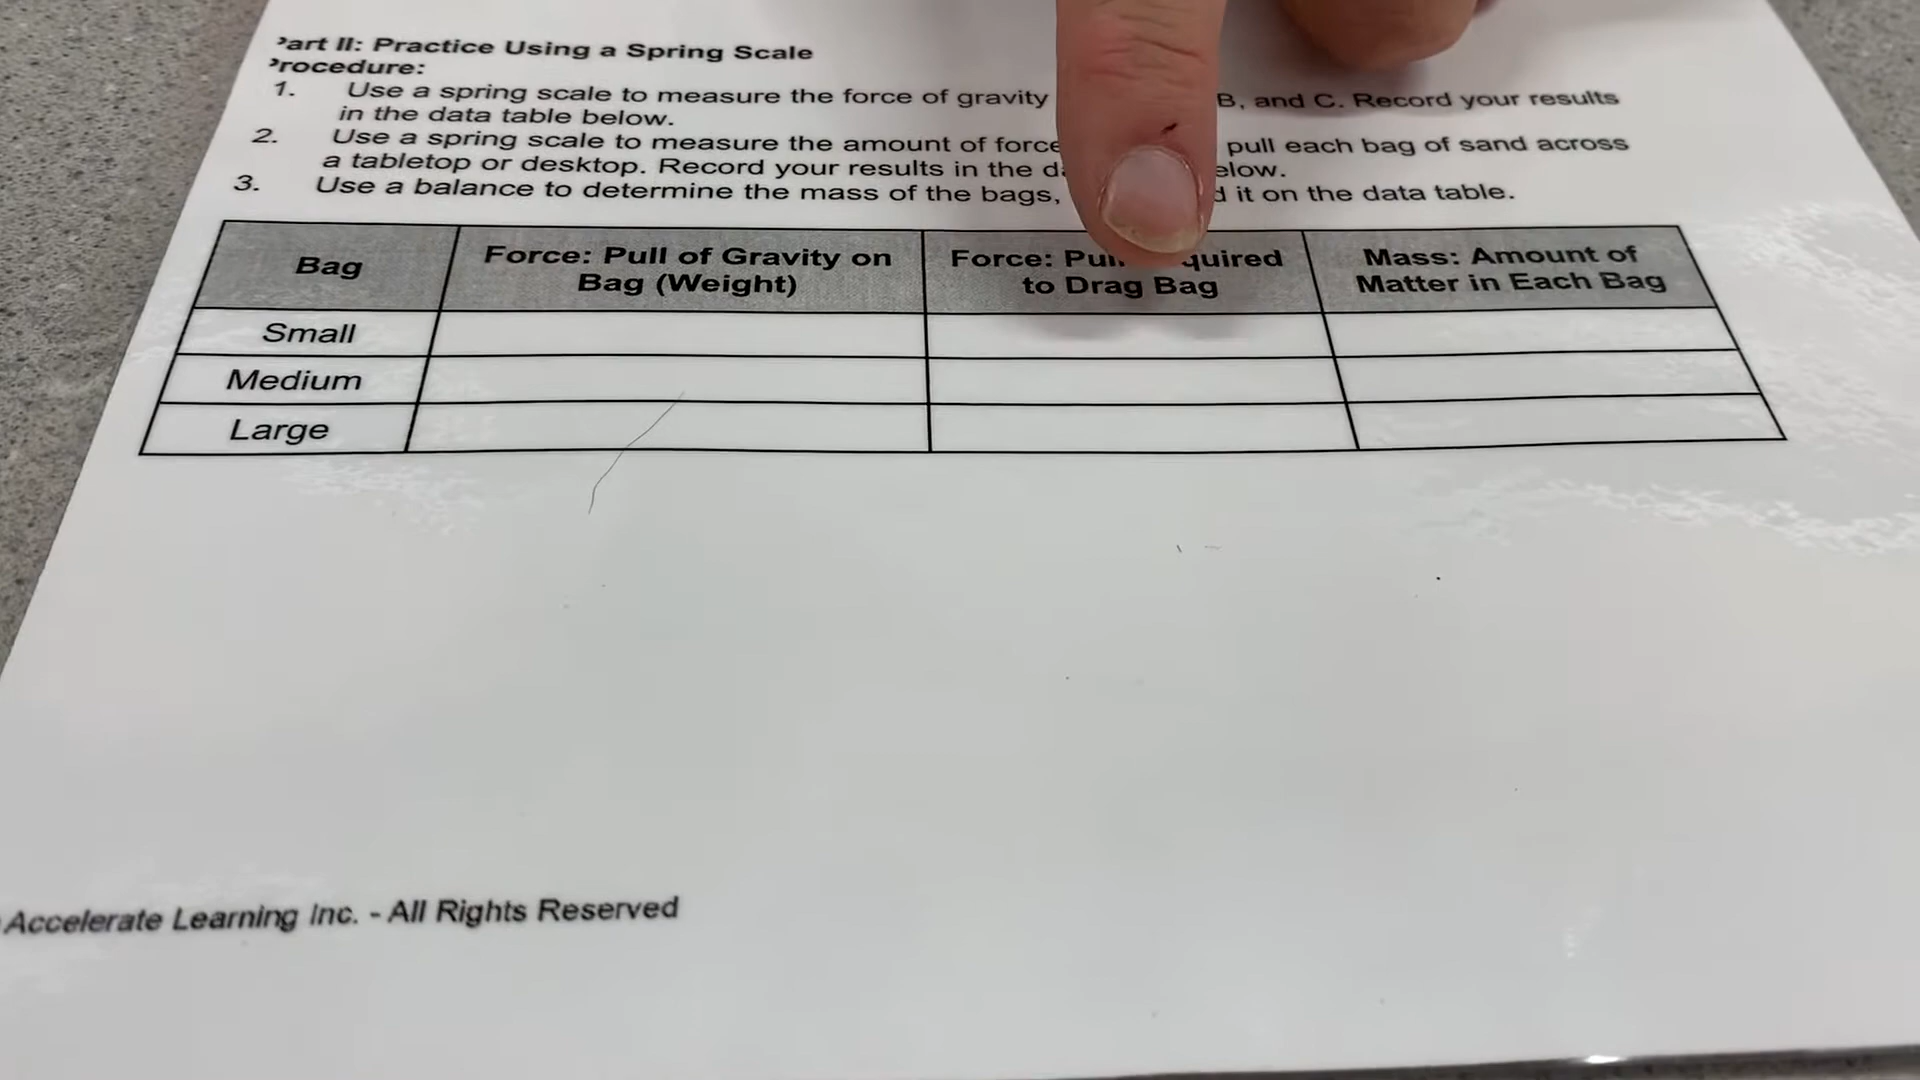 art II: Practice Using a Spring Scale
rocedure:
1. Use a spring scale to measure the force of gravity B, and C. Record your results
in the data table below.
2. Use a spring scale to measure the amount of force pull each bag of sand across
a tabletop or desktop. Record your results in the elow.
3. Use a balance to determine the mass of the bags, it on the data table.
Bag Force: Pull of Gravity on Bag (Weight) Force: to Drag Bag Mass: Amount of Matter in Each Bag
Small
Medium
Large
Accelerate Learning Inc. - All Rights Reserved